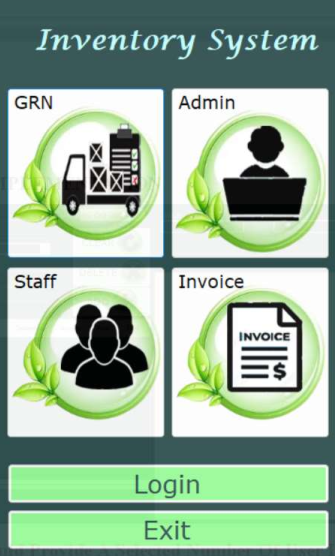 Inventory System
GRN
Admin
Staff
Invoice
INVOICE
$
Login
Exit